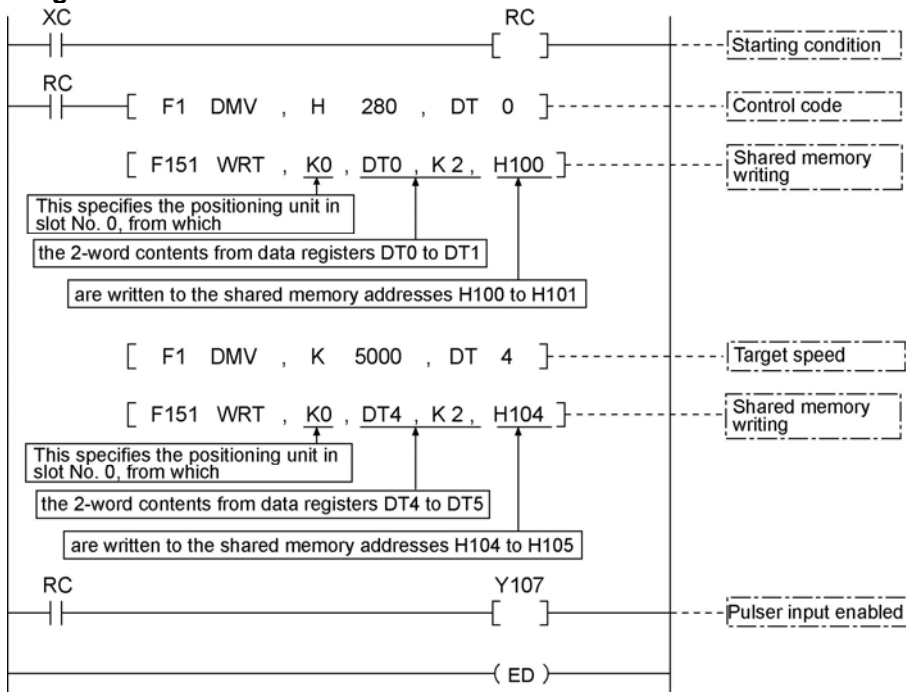 XC
RC
Starting condition
RC
F1 DMV , H 280 , DT 0
Control code
F151 WRT , K0 , DT0 , K 2 , H100
Shared memory
writing
This specifies the positioning unit in
slot No. 0, from which
the 2-word contents from data registers DT0 to DT1
are written to the shared memory addresses H100 to H101
F1 DMV , K 5000 , DT 4
Target speed
F151 WRT , K0 , DT4 , K 2 , H104
Shared memory
writing
This specifies the positioning unit in
slot No. 0, from which
the 2-word contents from data registers DT4 to DT5
are written to the shared memory addresses H104 to H105
RC
Y107
Pulser input enabled
( ED )